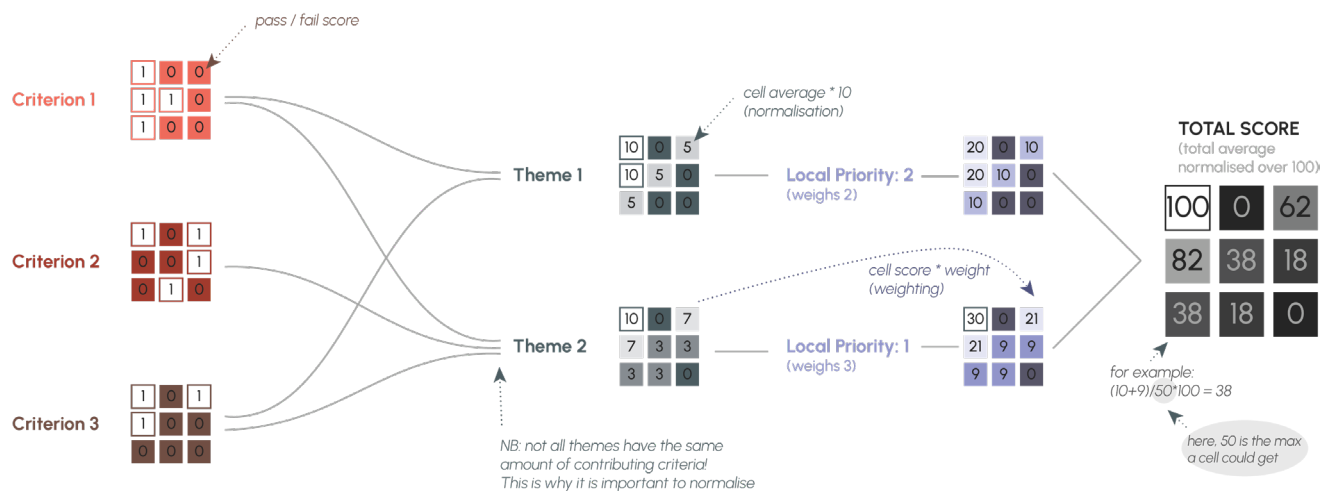 pass / fail score
Criterion 1
1 0 0
1 1 0
1 0 0
Criterion 2
1 0 1
0 0 1
0 1 0
Criterion 3
1 0 1
1 0 0
0 0 0
Theme 1
cell average * 10
(normalisation)
10 0 5
10 5 0
5 0 0
Local Priority: 2
(weighs 2)
20 0 10
20 10 0
10 0 0
Theme 2
10 0 7
7 3 3
3 3 0
NB: not all themes have the same
amount of contributing criteria!
This is why it is important to normalise
cell score * weight
(weighting)
Local Priority: 1
(weighs 3)
30 0 21
21 9 9
9 9 0
TOTAL SCORE
(total average
normalised over 100)
100 0 62
82 38 18
38 18 0
for example:
(10+9)/50*100 = 38
here, 50 is the max
a cell could get